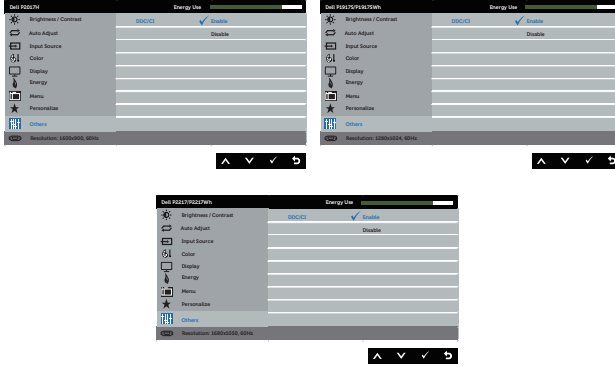 Dell P2017H Energy Use
Brightness / Contrast DDC/CI Enable
Auto Adjust Disable
Input Source
Color
Display
Energy
Menu
Personalize
Others
Resolution: 1600x900, 60Hz
Dell P1917S/P1917SWh Energy Use
Brightness / Contrast DDC/CI Enable
Auto Adjust Disable
Input Source
Color
Display
Energy
Menu
Personalize
Others
Resolution: 1280x1024, 60Hz
Dell P2217/P2217Wh Energy Use
Brightness / Contrast DDC/CI Enable
Auto Adjust Disable
Input Source
Color
Display
Energy
Menu
Personalize
Others
Resolution: 1680x1050, 60Hz